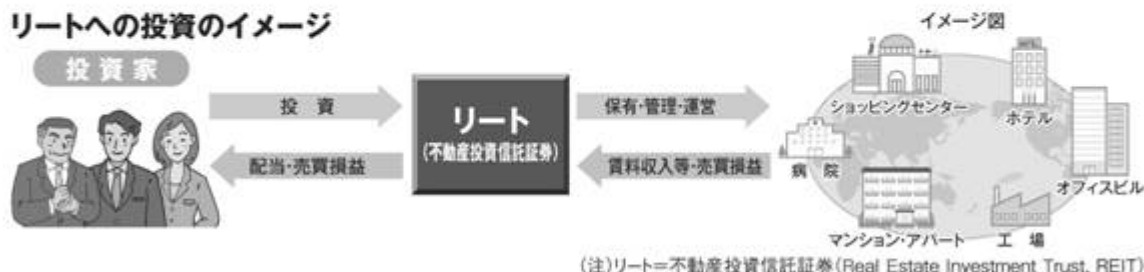 リートへの投資のイメージ
投資家
投 資
配当・売買損益
リート
(不動産投資信託証券)
保有・管理・運営
賃料収入等・売買損益
イメージ図
ショッピングセンター
ホテル
病 院
オフィスビル
マンション・アパート
工 場
(注)リート=不動産投資信託証券(Real Estate Investment Trust, REIT)